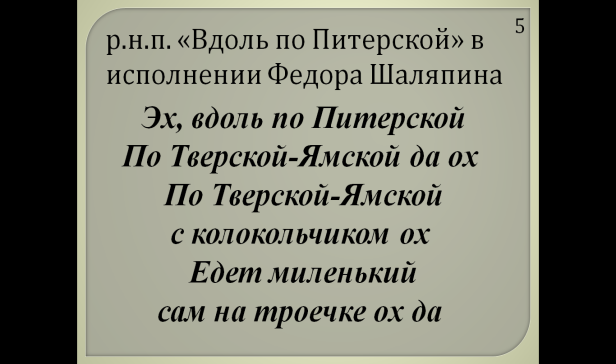 5
р.н.п. «Вдоль по Питерской» в
исполнении Федора Шаляпина
Эх, вдоль по Питерской
По Тверской-Ямской да ох
По Тверской-Ямской
с колокольчиком ох
Едет миленький
сам на троечке ох да